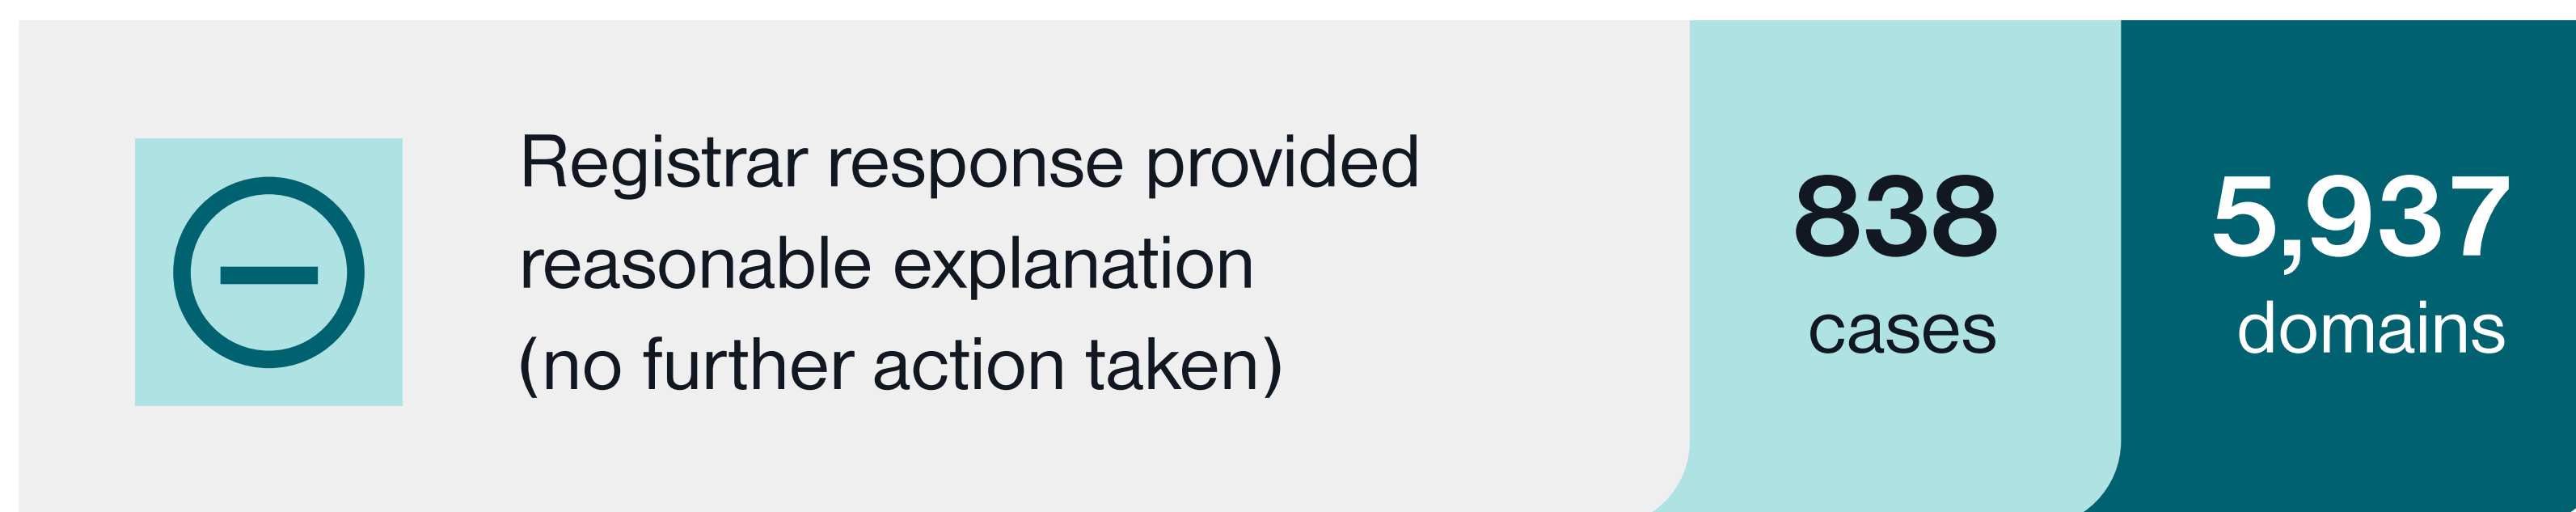 Registrar response provided
reasonable explanation
(no further action taken)
838
cases
5,937
domains